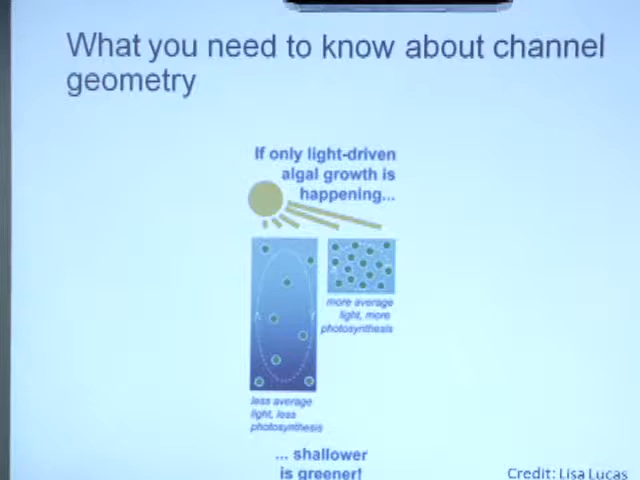 What you need to know about channel
geometry
If only light-driven
algal growth is
happening...
more average
light, more
photosynthesis
less average
light, less
photosynthesis
... shallower
is greener!
Credit: Lisa Lucas